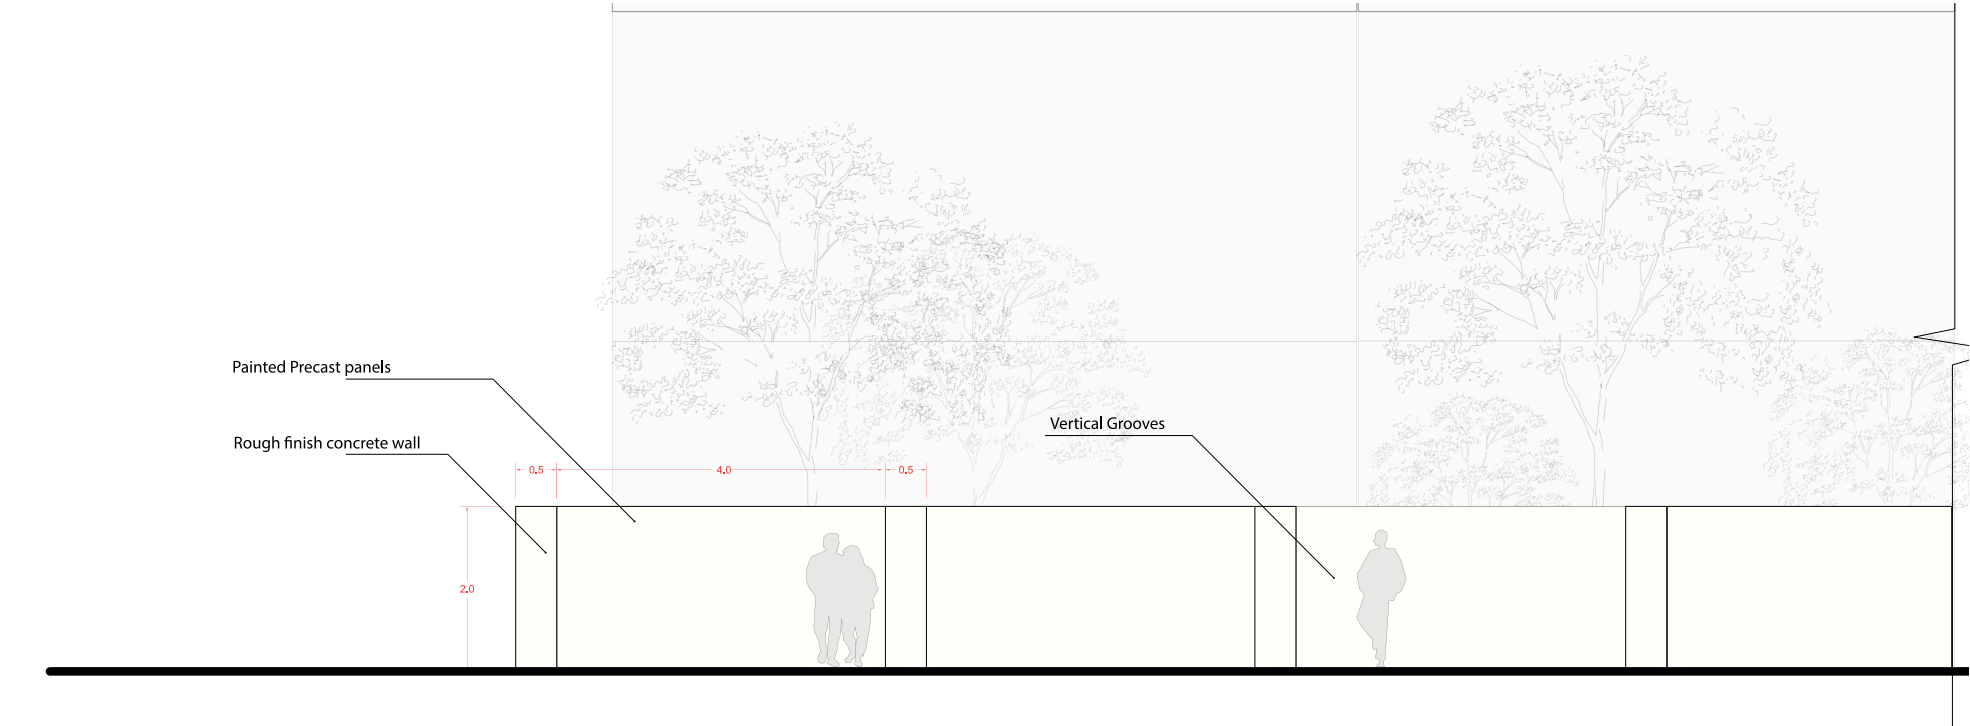 Painted Precast panels
Rough finish concrete wall
Vertical Grooves
0.5
4.0
0.5
2.0